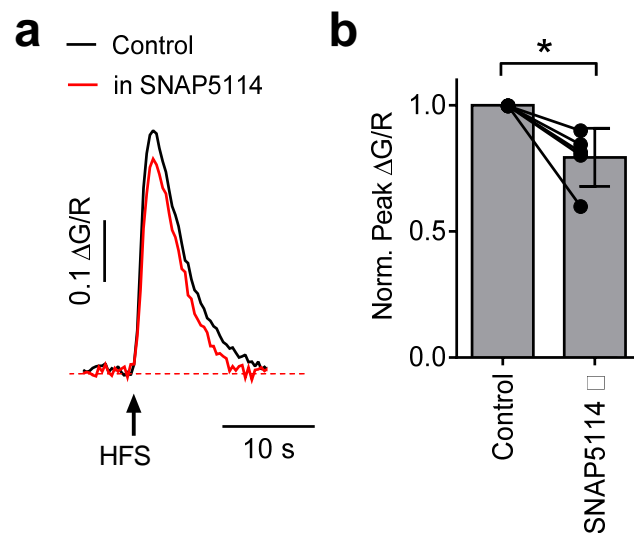 a
Control
in SNAP5114
0.1 ΔG/R
HFS
10 s
b
*
Norm. Peak ΔG/R
1.0
0.5
0.0
Control
SNAP5114 □